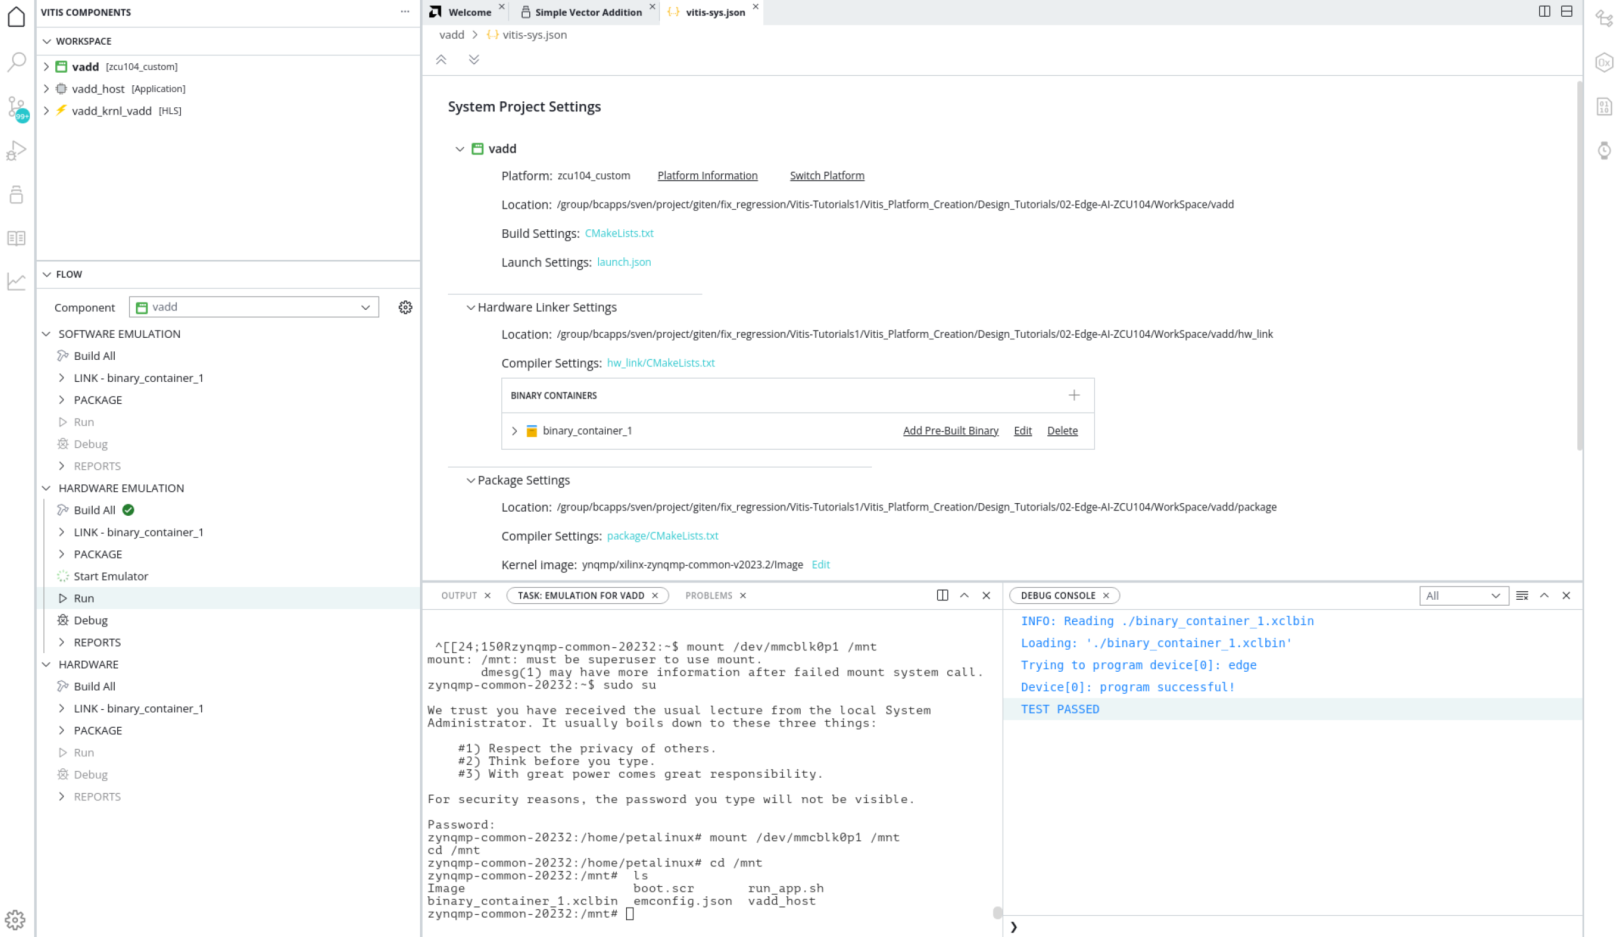 VITIS COMPONENTS
WORKSPACE
vadd [zcu104_custom]
vadd_host [Application]
vadd_krnl_vadd [HLS]
99+
FLOW
Component vadd
SOFTWARE EMULATION
Build All
LINK - binary_container_1
PACKAGE
Run
Debug
REPORTS
HARDWARE EMULATION
Build All
LINK - binary_container_1
PACKAGE
Start Emulator
Run
Debug
REPORTS
HARDWARE
Build All
LINK - binary_container_1
PACKAGE
Run
Debug
REPORTS
Welcome Simple Vector Addition {} vitis-sys.json
vadd > {} vitis-sys.json
System Project Settings
vadd
Platform: zcu104_custom Platform Information Switch Platform
Location: /group/bcapps/sven/project/giten/fix_regression/Vitis-Tutorials1/Vitis_Platform_Creation/Design_Tutorials/02-Edge-AI-ZCU104/WorkSpace/vadd
Build Settings: CMakeLists.txt
Launch Settings: launch.json
Hardware Linker Settings
Location: /group/bcapps/sven/project/giten/fix_regression/Vitis-Tutorials1/Vitis_Platform_Creation/Design_Tutorials/02-Edge-AI-ZCU104/WorkSpace/vadd/hw_link
Compiler Settings: hw_link/CMakeLists.txt
BINARY CONTAINERS
binary_container_1 Add Pre-Built Binary Edit Delete
Package Settings
Location: /group/bcapps/sven/project/giten/fix_regression/Vitis-Tutorials1/Vitis_Platform_Creation/Design_Tutorials/02-Edge-AI-ZCU104/WorkSpace/vadd/package
Compiler Settings: package/CMakeLists.txt
Kernel image: ynqmp/xilinx-zynqmp-common-v2023.2/Image Edit
OUTPUT TASK: EMULATION FOR VADD PROBLEMS
^[[24;150Rzynqmp-common-20232:~$ mount /dev/mmcblk0p1 /mnt
mount: /mnt: must be superuser to use mount.
dmesg(1) may have more information after failed mount system call.
zynqmp-common-20232:~$ sudo su
We trust you have received the usual lecture from the local System
Administrator. It usually boils down to these three things:
#1) Respect the privacy of others.
#2) Think before you type.
#3) With great power comes great responsibility.
For security reasons, the password you type will not be visible.
Password:
zynqmp-common-20232:/home/petalinux# mount /dev/mmcblk0p1 /mnt
cd /mnt
zynqmp-common-20232:/home/petalinux# cd /mnt
zynqmp-common-20232:/mnt# ls
Image boot.scr run_app.sh
binary_container_1.xclbin emconfig.json vadd_host
zynqmp-common-20232:/mnt#
DEBUG CONSOLE All
INFO: Reading ./binary_container_1.xclbin
Loading: './binary_container_1.xclbin'
Trying to program device[0]: edge
Device[0]: program successful!
TEST PASSED
❯
0x
01
10